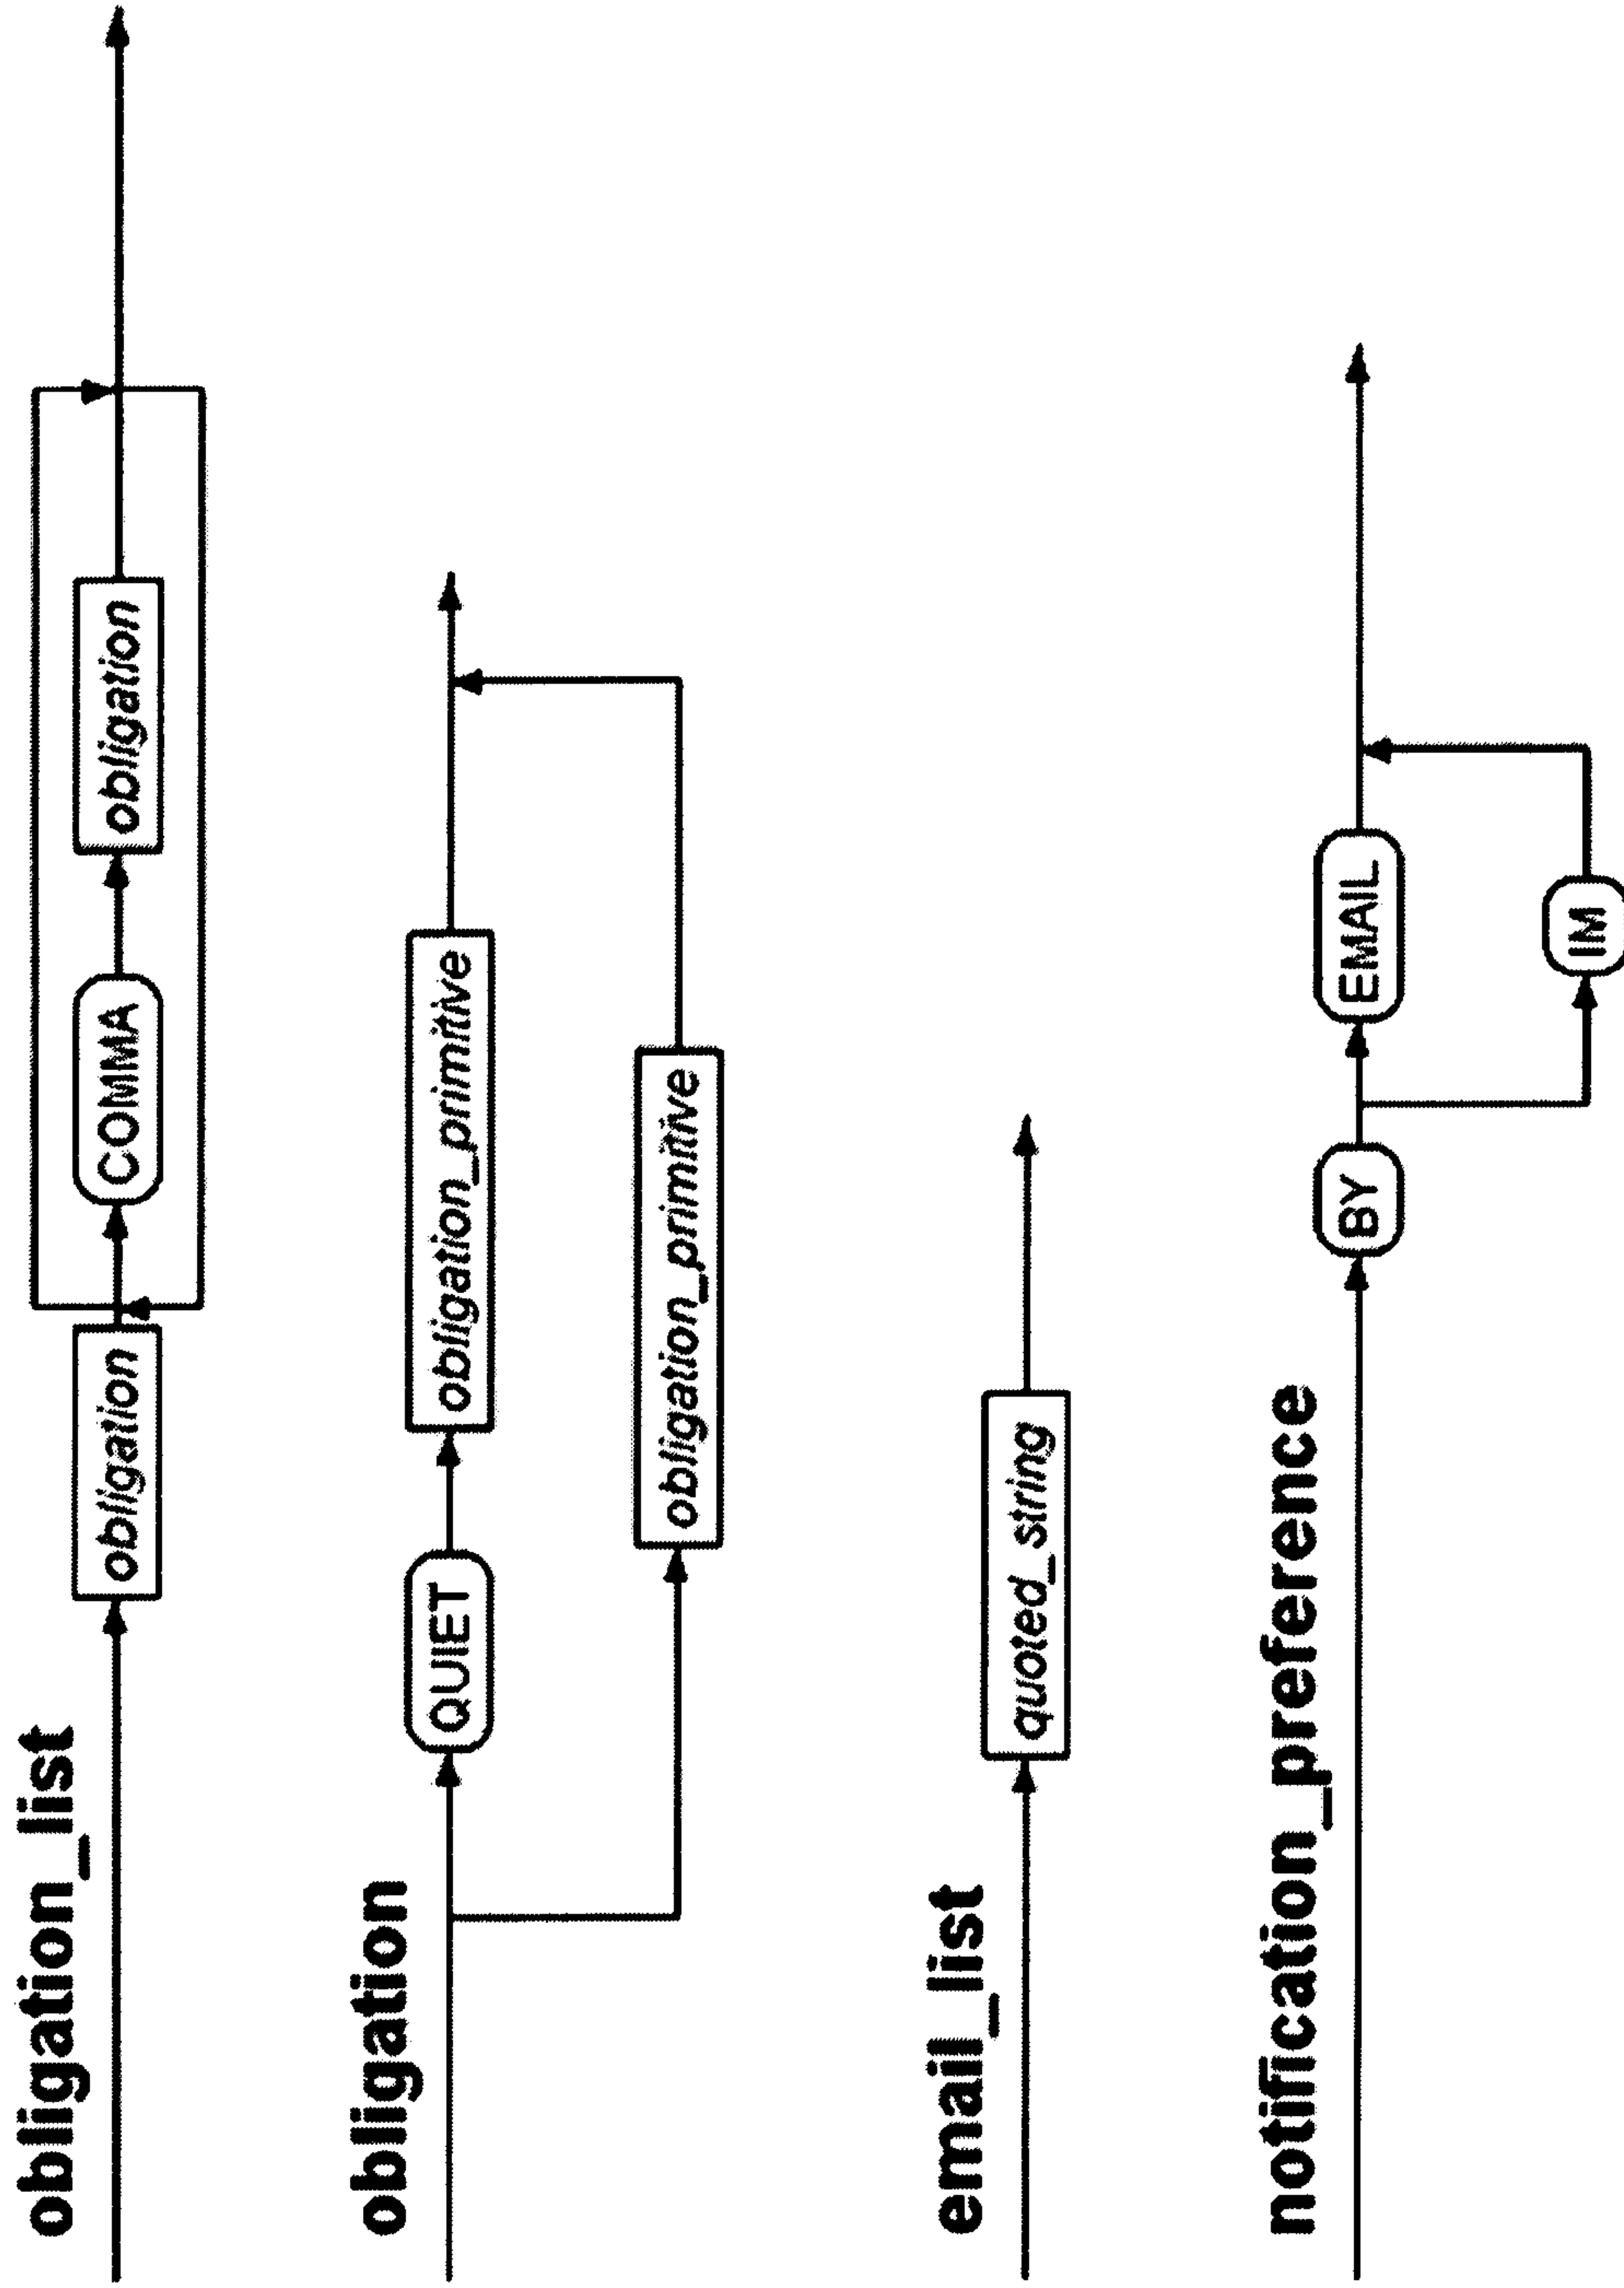 obligation_list
obligation COMMA obligation
obligation
QUIET obligation_primitive
obligation_primitive
email_list
quoted_string
notification_preference
BY EMAIL
IM